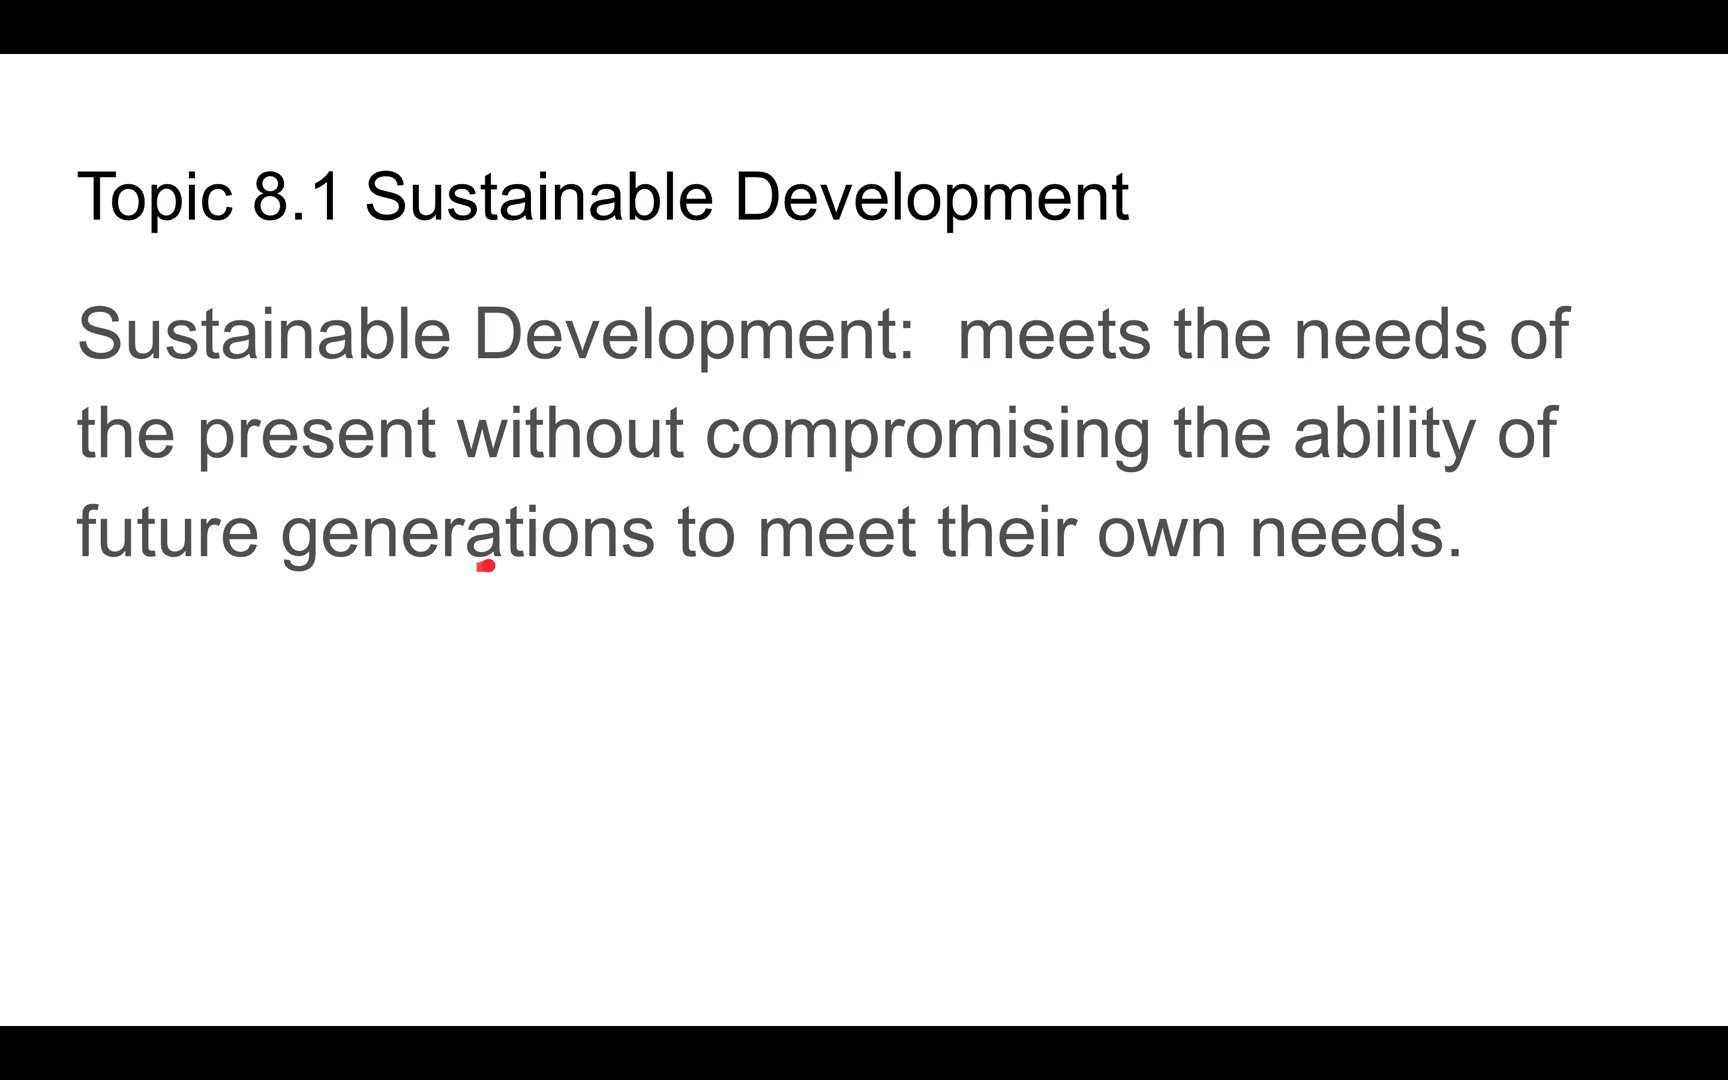 Topic 8.1 Sustainable Development
Sustainable Development:  meets the needs of
the present without compromising the ability of
future generations to meet their own needs.